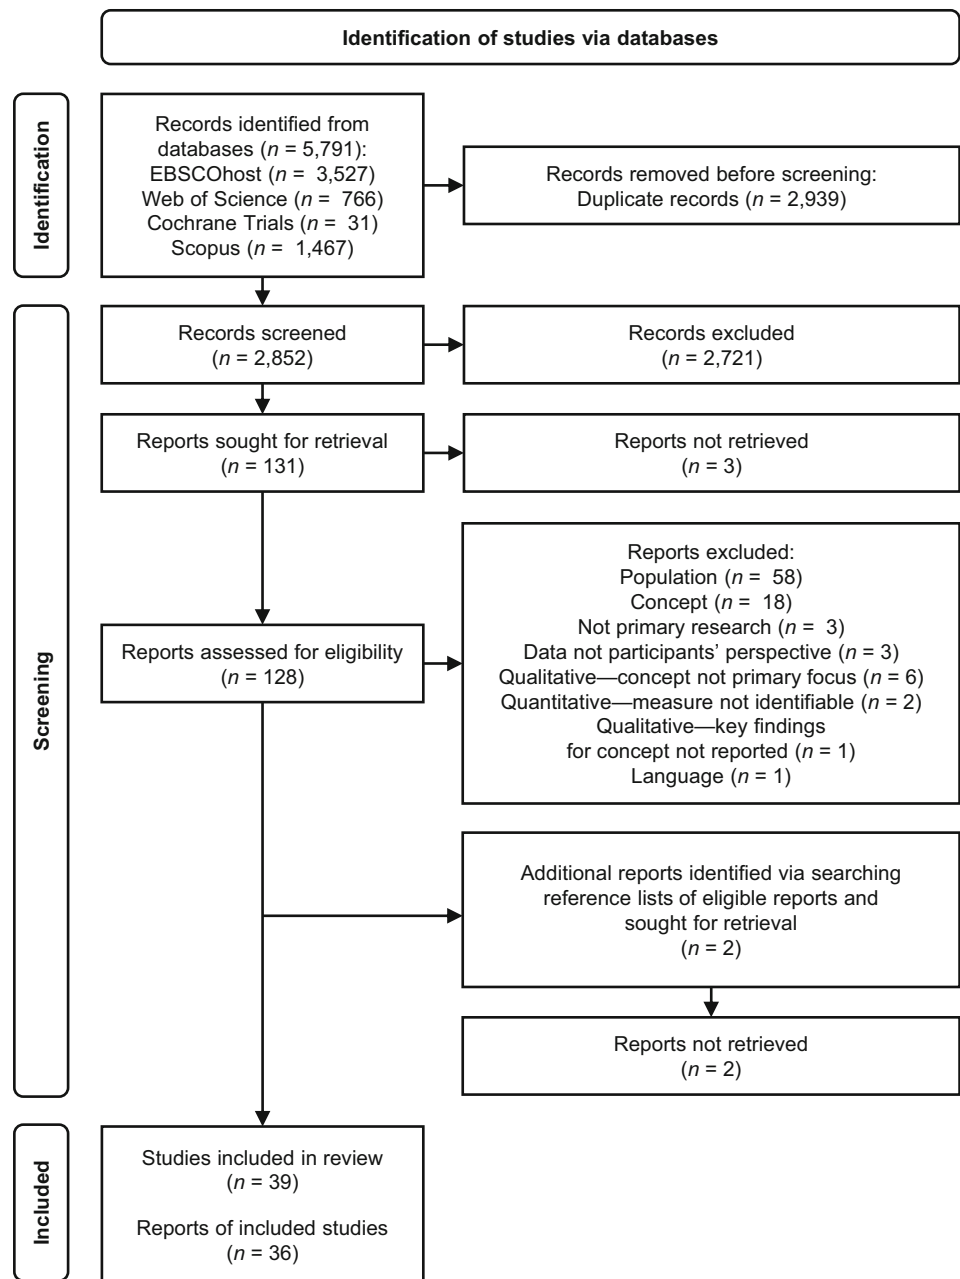 Identification of studies via databases
Identification
Records identified from
databases (n = 5,791):
EBSCOhost (n = 3,527)
Web of Science (n = 766)
Cochrane Trials (n = 31)
Scopus (n = 1,467)
Records removed before screening:
Duplicate records (n = 2,939)
Screening
Records screened
(n = 2,852)
Records excluded
(n = 2,721)
Reports sought for retrieval
(n = 131)
Reports not retrieved
(n = 3)
Reports assessed for eligibility
(n = 128)
Reports excluded:
Population (n = 58)
Concept (n = 18)
Not primary research (n = 3)
Data not participants’ perspective (n = 3)
Qualitative—concept not primary focus (n = 6)
Quantitative—measure not identifiable (n = 2)
Qualitative—key findings
for concept not reported (n = 1)
Language (n = 1)
Additional reports identified via searching
reference lists of eligible reports and
sought for retrieval
(n = 2)
Reports not retrieved
(n = 2)
Included
Studies included in review
(n = 39)
Reports of included studies
(n = 36)